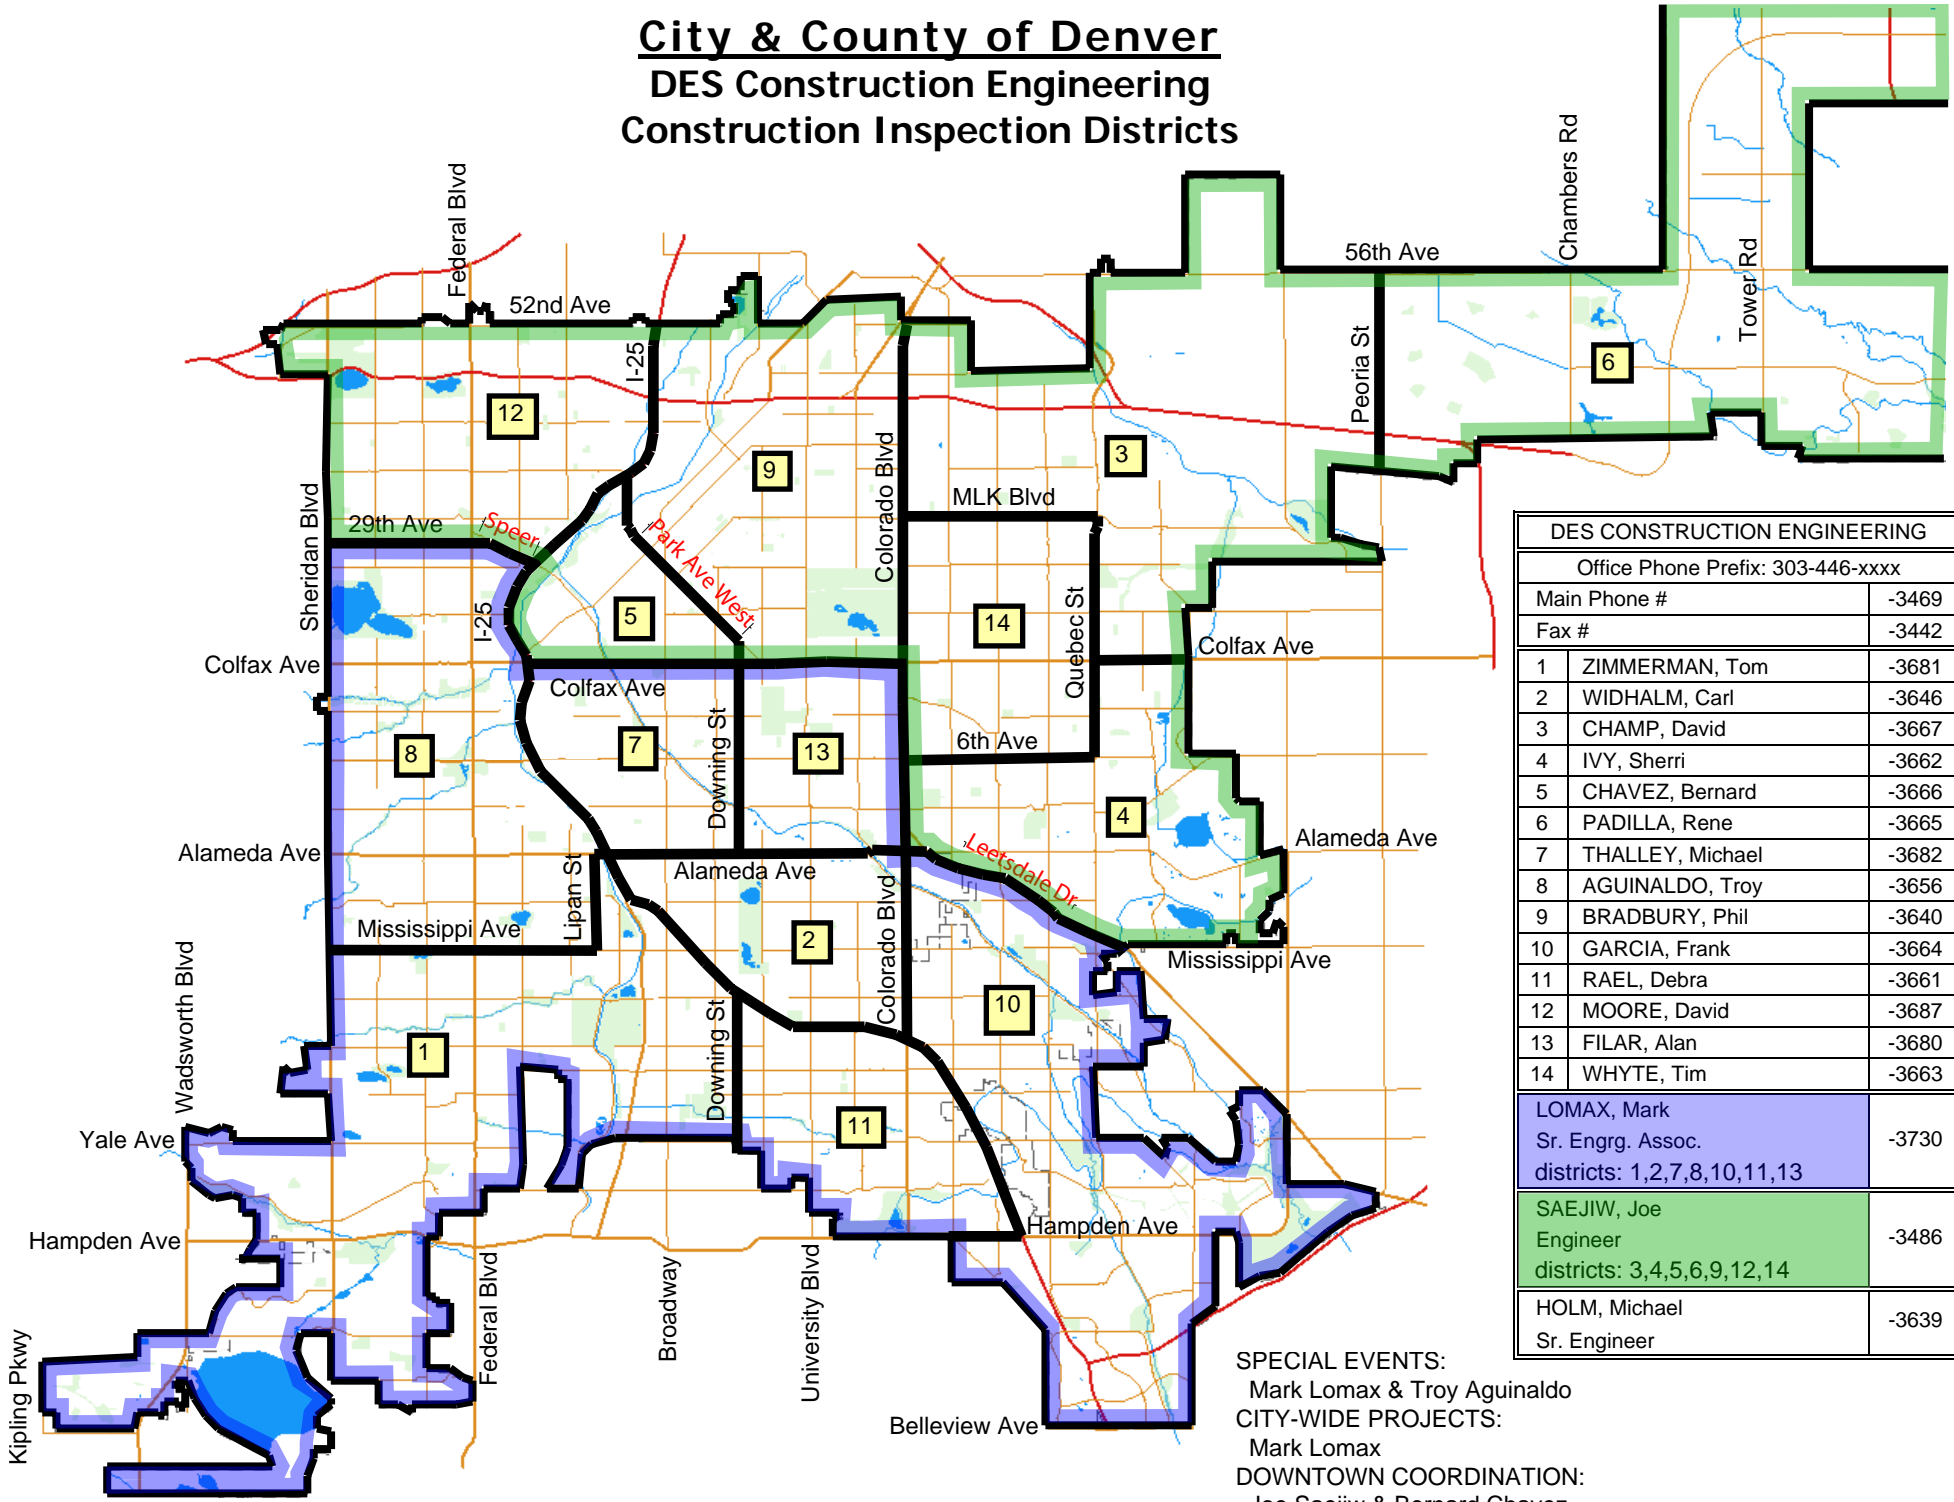 City & County of Denver
DES Construction Engineering
Construction Inspection Districts
Federal Blvd
Chambers Rd
56th Ave
Tower Rd
52nd Ave
I-25
Peoria St
6
12
Colorado Blvd
3
9
Sheridan Blvd
MLK Blvd
29th Ave
Speer
Park Ave West
I-25
5
14
Quebec St
Colfax Ave
Colfax Ave
Colfax Ave
Downing St
8
7
13
6th Ave
4
Alameda Ave
Alameda Ave
Leetsdale Dr.
Lipan St
Alameda Ave
Colorado Blvd
Mississippi Ave
2
Mississippi Ave
Wadsworth Blvd
10
Downing St
1
Yale Ave
11
Hampden Ave
Hampden Ave
Federal Blvd
Broadway
University Blvd
Kipling Pkwy
Belleview Ave
DES CONSTRUCTION ENGINEERING
Office Phone Prefix: 303-446-xxxx
Main Phone # -3469
Fax # -3442
1 ZIMMERMAN, Tom -3681
2 WIDHALM, Carl -3646
3 CHAMP, David -3667
4 IVY, Sherri -3662
5 CHAVEZ, Bernard -3666
6 PADILLA, Rene -3665
7 THALLEY, Michael -3682
8 AGUINALDO, Troy -3656
9 BRADBURY, Phil -3640
10 GARCIA, Frank -3664
11 RAEL, Debra -3661
12 MOORE, David -3687
13 FILAR, Alan -3680
14 WHYTE, Tim -3663
LOMAX, Mark
Sr. Engrg. Assoc. -3730
districts: 1,2,7,8,10,11,13
SAEJIW, Joe
Engineer -3486
districts: 3,4,5,6,9,12,14
HOLM, Michael -3639
Sr. Engineer
SPECIAL EVENTS:
Mark Lomax & Troy Aguinaldo
CITY-WIDE PROJECTS:
Mark Lomax
DOWNTOWN COORDINATION:
Joe Saejiw & Bernard Chavez